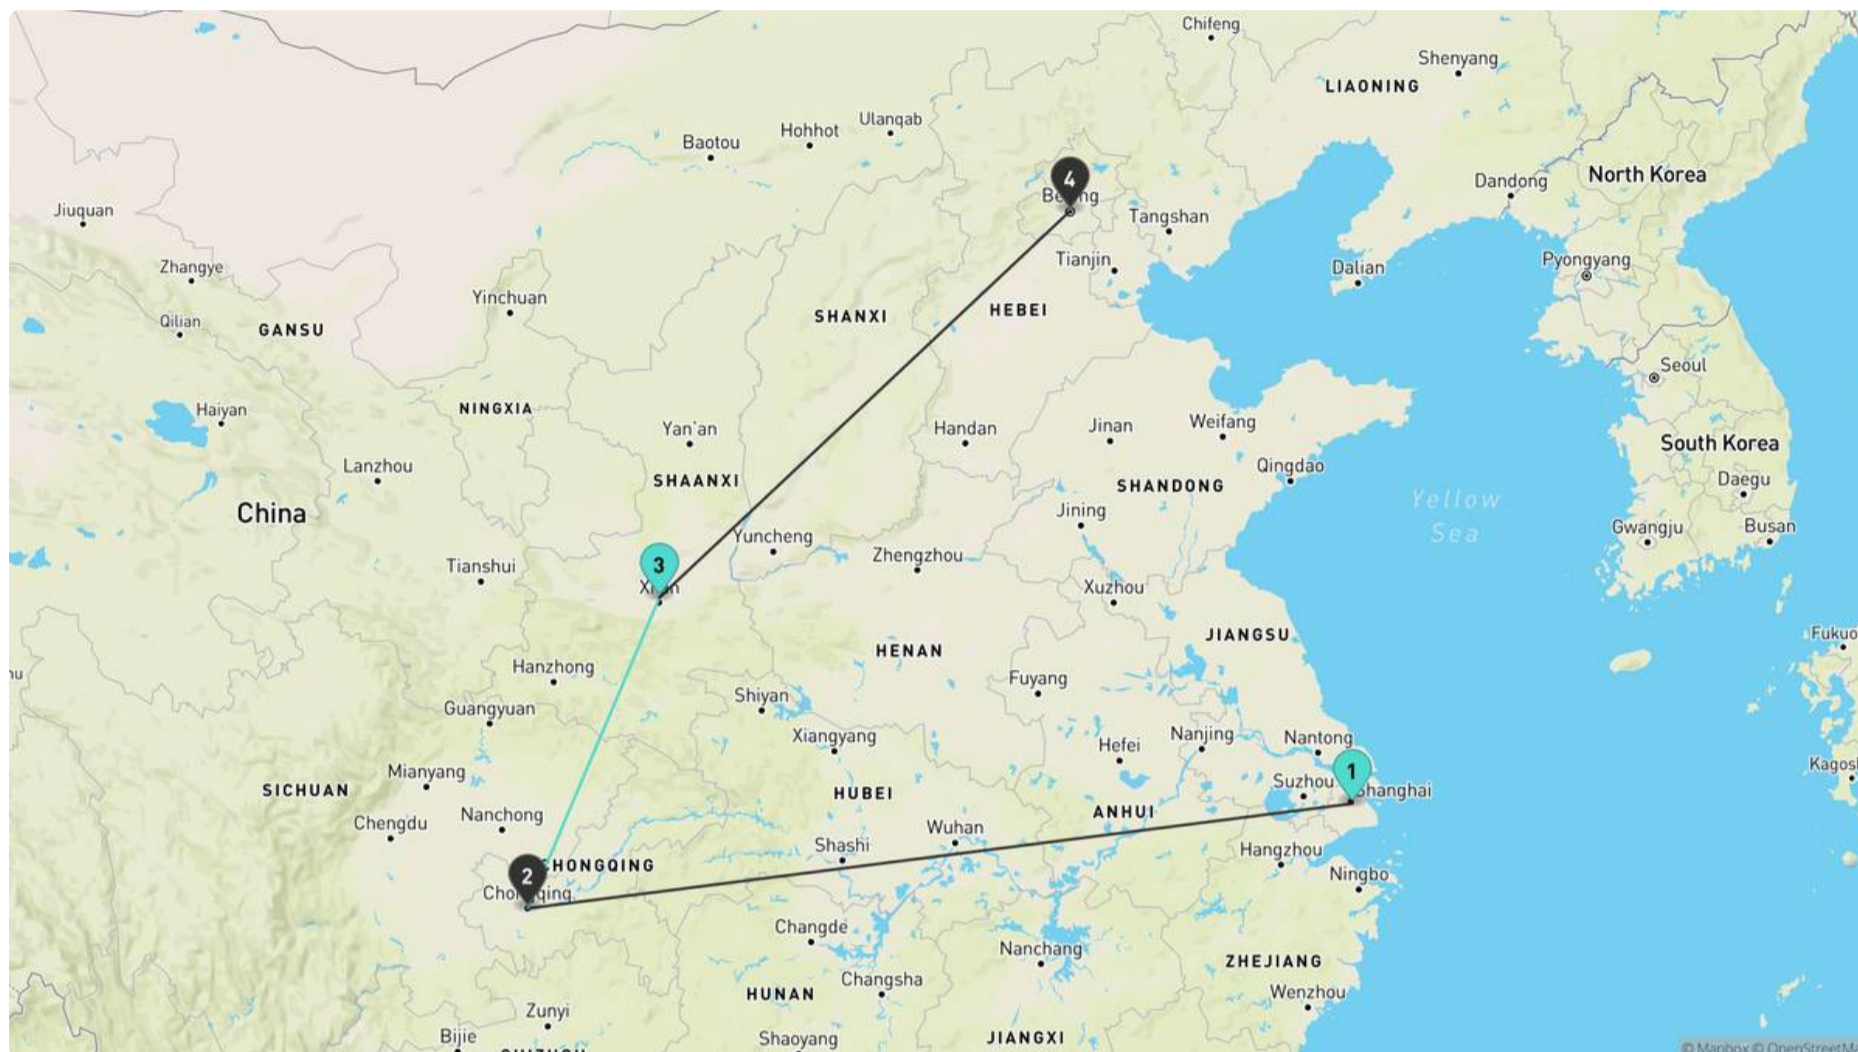 Chifeng
Shenyang
LIAONING
Ulanqab
Hohhot
Baotou
4
North Korea
Dandong
Jiuquan
Tangshan
Tianjin
Pyongyang
Dalian
Zhangye
Yinchuan
Qilian
GANSU
SHANXI
HEBEI
Seoul
NINGXIA
Haiyan
Yan'an
Handan
Jinan
Weifang
South Korea
Lanzhou
Qingdao
SHAANXI
SHANDONG
Daegu
Yellow
Sea
China
Jining
Gwangju
Busan
Yuncheng
Zhengzhou
3
Tianshui
Xuzhou
JIANGSU
Fukuo
HENAN
Hanzhong
Fuyang
Shiyan
Guangyuan
Xiangyang
Hefei
Nanjing
Nantong
Kagos
Mianyang
1
Suzhou
Shanghai
SICHUAN
HUBEI
ANHUI
Nanchong
Chengdu
Wuhan
Shashi
Hangzhou
CHONGQING
2
Ningbo
Changde
Nanchang
ZHEJIANG
Changsha
HUNAN
Wenzhou
Zunyi
Bijie
Shaoyang
JIANGXI
© Mapbox © OpenStreetMa